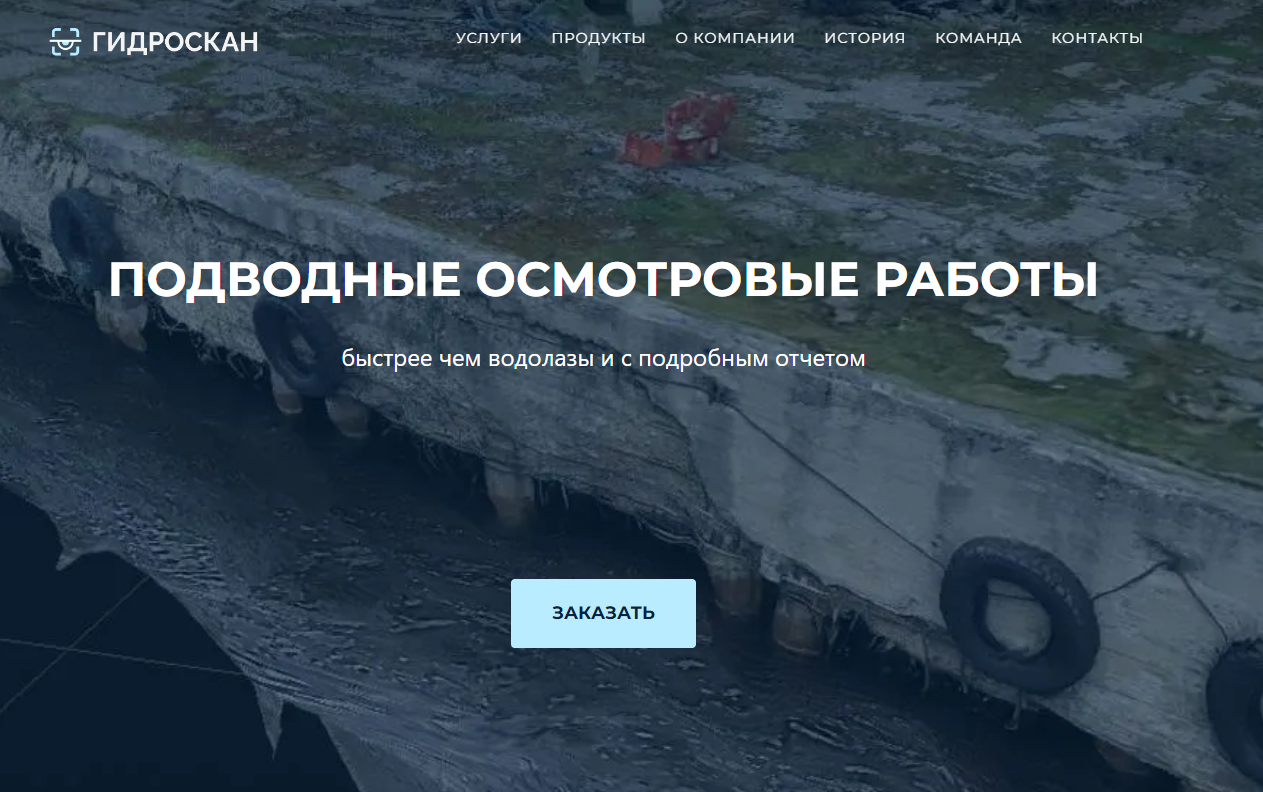 ГИДРОСКАН
УСЛУГИ ПРОДУКТЫ О КОМПАНИИ ИСТОРИЯ КОМАНДА КОНТАКТЫ
ПОДВОДНЫЕ ОСМОТРОВЫЕ РАБОТЫ
быстрее чем водолазы и с подробным отчетом
ЗАКАЗАТЬ